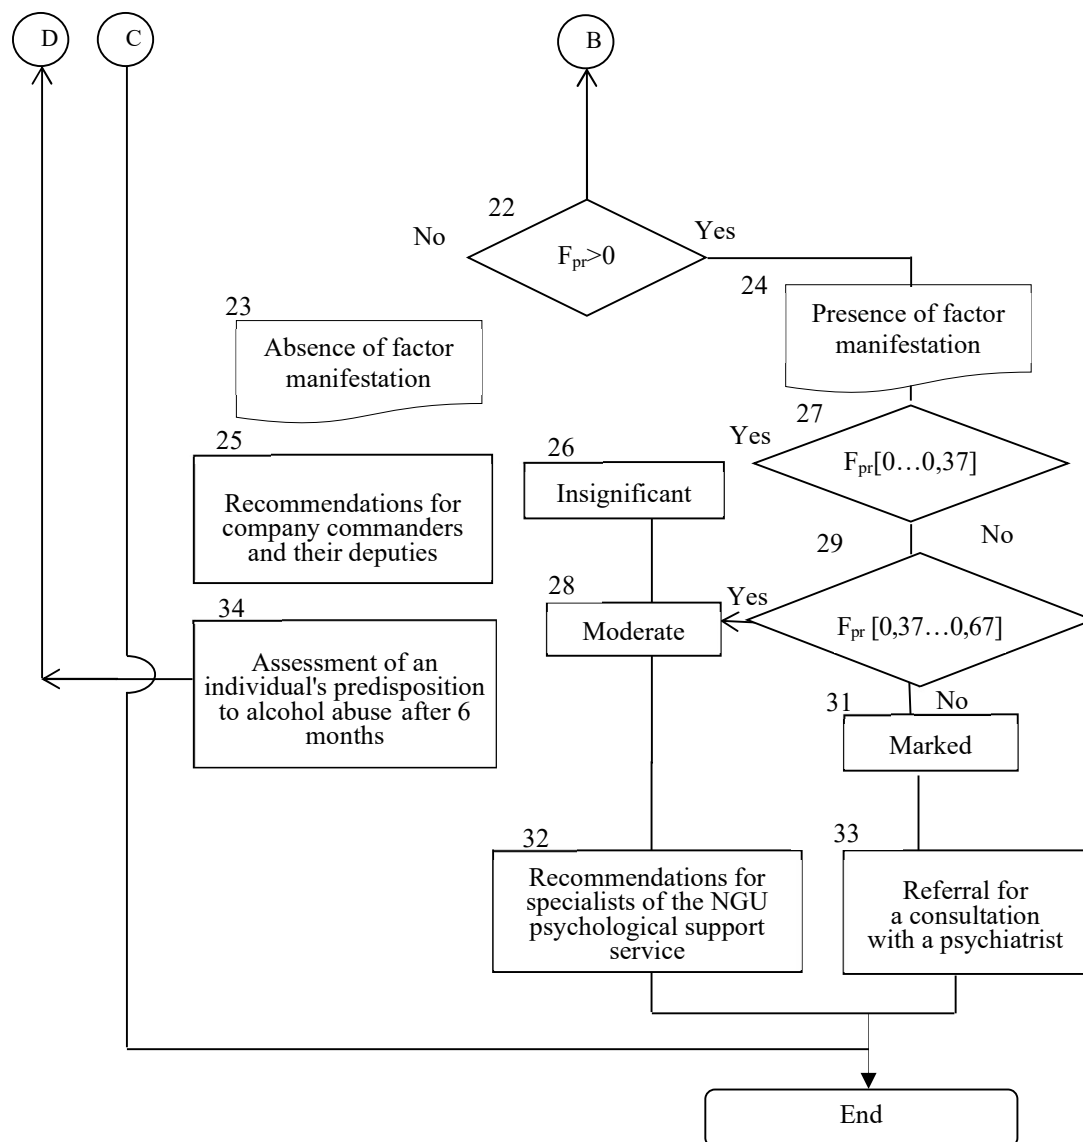 D
C
B
22
No
Yes
F_pr>0
23
Absence of factor
manifestation
24
Presence of factor
manifestation
25
Recommendations for
company commanders
and their deputies
26
Insignificant
27
Yes
F_pr[0…0,37]
No
28
Moderate
29
Yes
F_pr [0,37…0,67]
No
34
Assessment of an
individual's predisposition
to alcohol abuse after 6
months
31
Marked
32
Recommendations for
specialists of the NGU
psychological support
service
33
Referral for
a consultation
with a psychiatrist
End